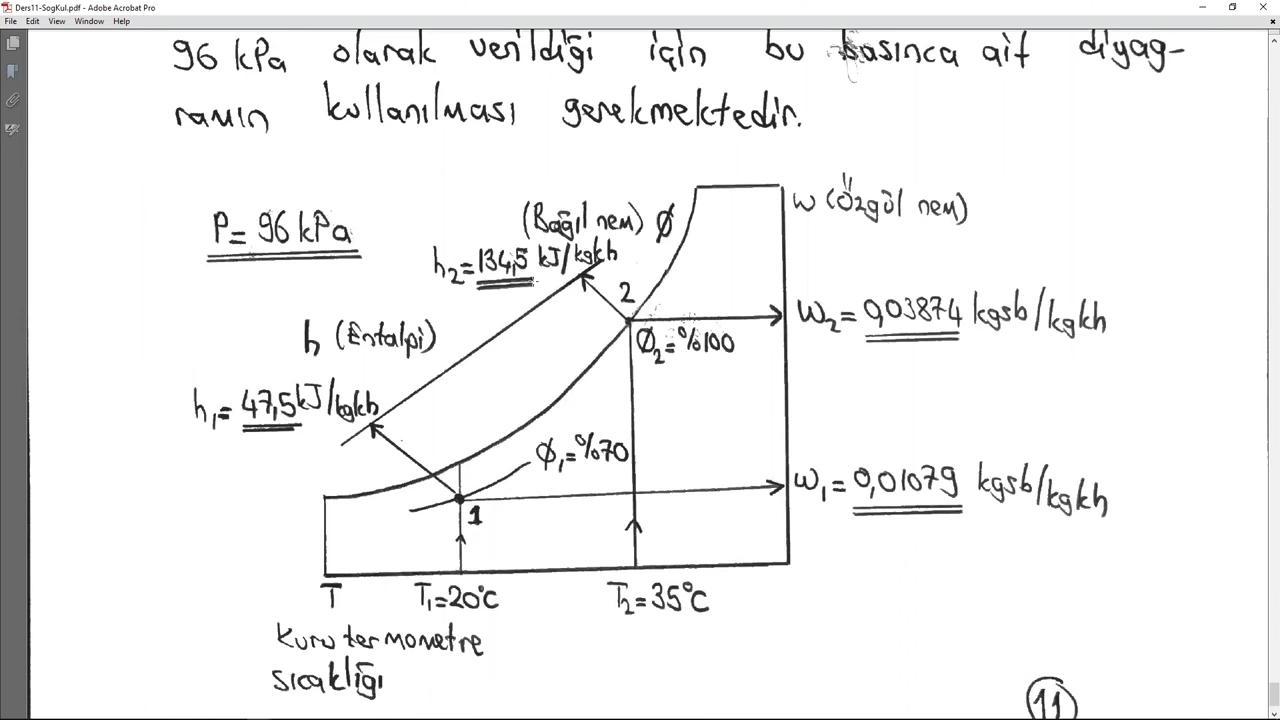 Ders11-SogKul.pdf - Adobe Acrobat Pro
File Edit View Window Help
96 kPa olarak verildiği için bu basınca ait diyag-
ramın kullanılması gerekmektedir.
P= 96 kPa
(Bağıl nem) Ø
w (Özgül nem)
h₂= 134,5 kJ/kgkh
2
Ø₂= %100
w₂= 0,03874 kgsb/kgkh
h (Entalpi)
h₁= 47,5 kJ/kgkh
Ø₁= %70
1
w₁= 0,01079 kgsb/kgkh
T
T₁=20°C
T₂=35°C
Kuru termometre
sıcaklığı
11